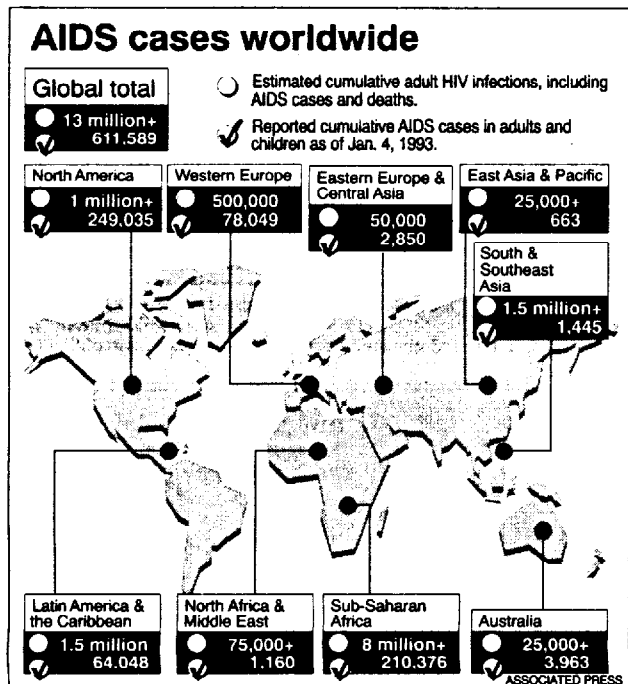 AIDS cases worldwide
Global total
13 million+
611.589
Estimated cumulative adult HIV infections, including
AIDS cases and deaths.
Reported cumulative AIDS cases in adults and
children as of Jan. 4, 1993.
North America
1 million+
249,035
Western Europe
500,000
78,049
Eastern Europe &
Central Asia
50,000
2,850
East Asia & Pacific
25,000+
663
South &
Southeast
Asia
1.5 million+
1,445
Latin America &
the Caribbean
1.5 million
64.048
North Africa &
Middle East
75,000+
1.160
Sub-Saharan
Africa
8 million+
210.376
Australia
25,000+
3,963
ASSOCIATED PRESS